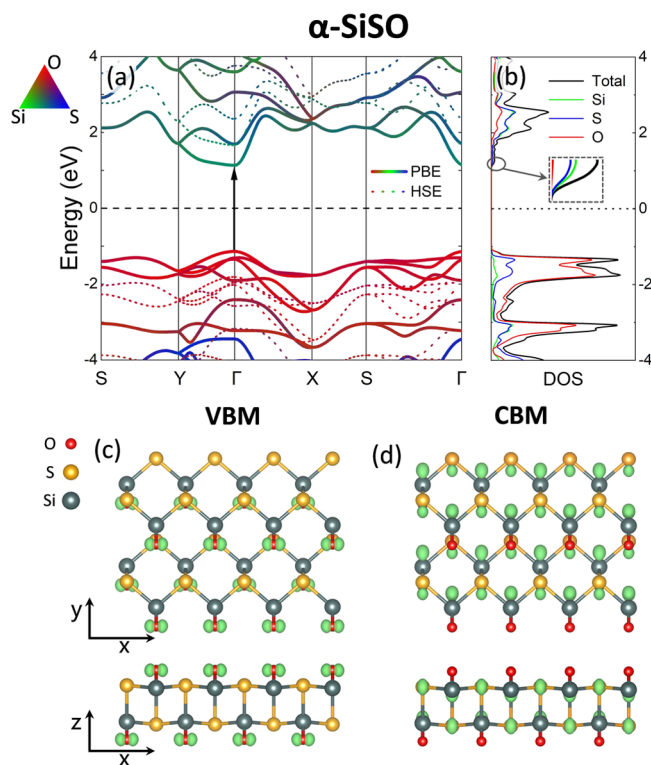 α-SiSO
O
Si S
(a)
Energy (eV)
4
2
0
-2
-4
PBE
HSE
S Y Γ X S Γ
(b)
Total
Si
S
O
4
2
0
-2
-4
DOS
VBM CBM
O
S
Si
(c)
(d)
y
x
z
x